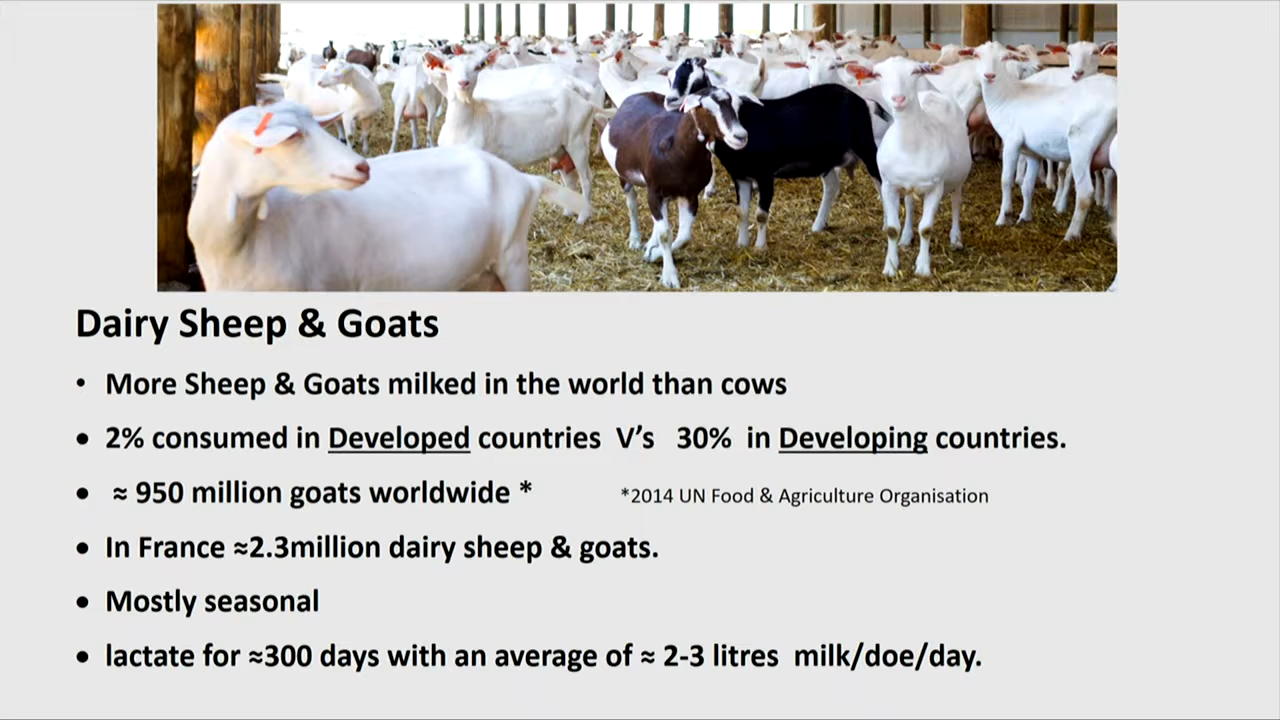 Dairy Sheep & Goats
• More Sheep & Goats milked in the world than cows
• 2% consumed in Developed countries V's 30% in Developing countries.
• ≈ 950 million goats worldwide * *2014 UN Food & Agriculture Organisation
• In France ≈2.3million dairy sheep & goats.
• Mostly seasonal
• lactate for ≈300 days with an average of ≈ 2-3 litres milk/doe/day.